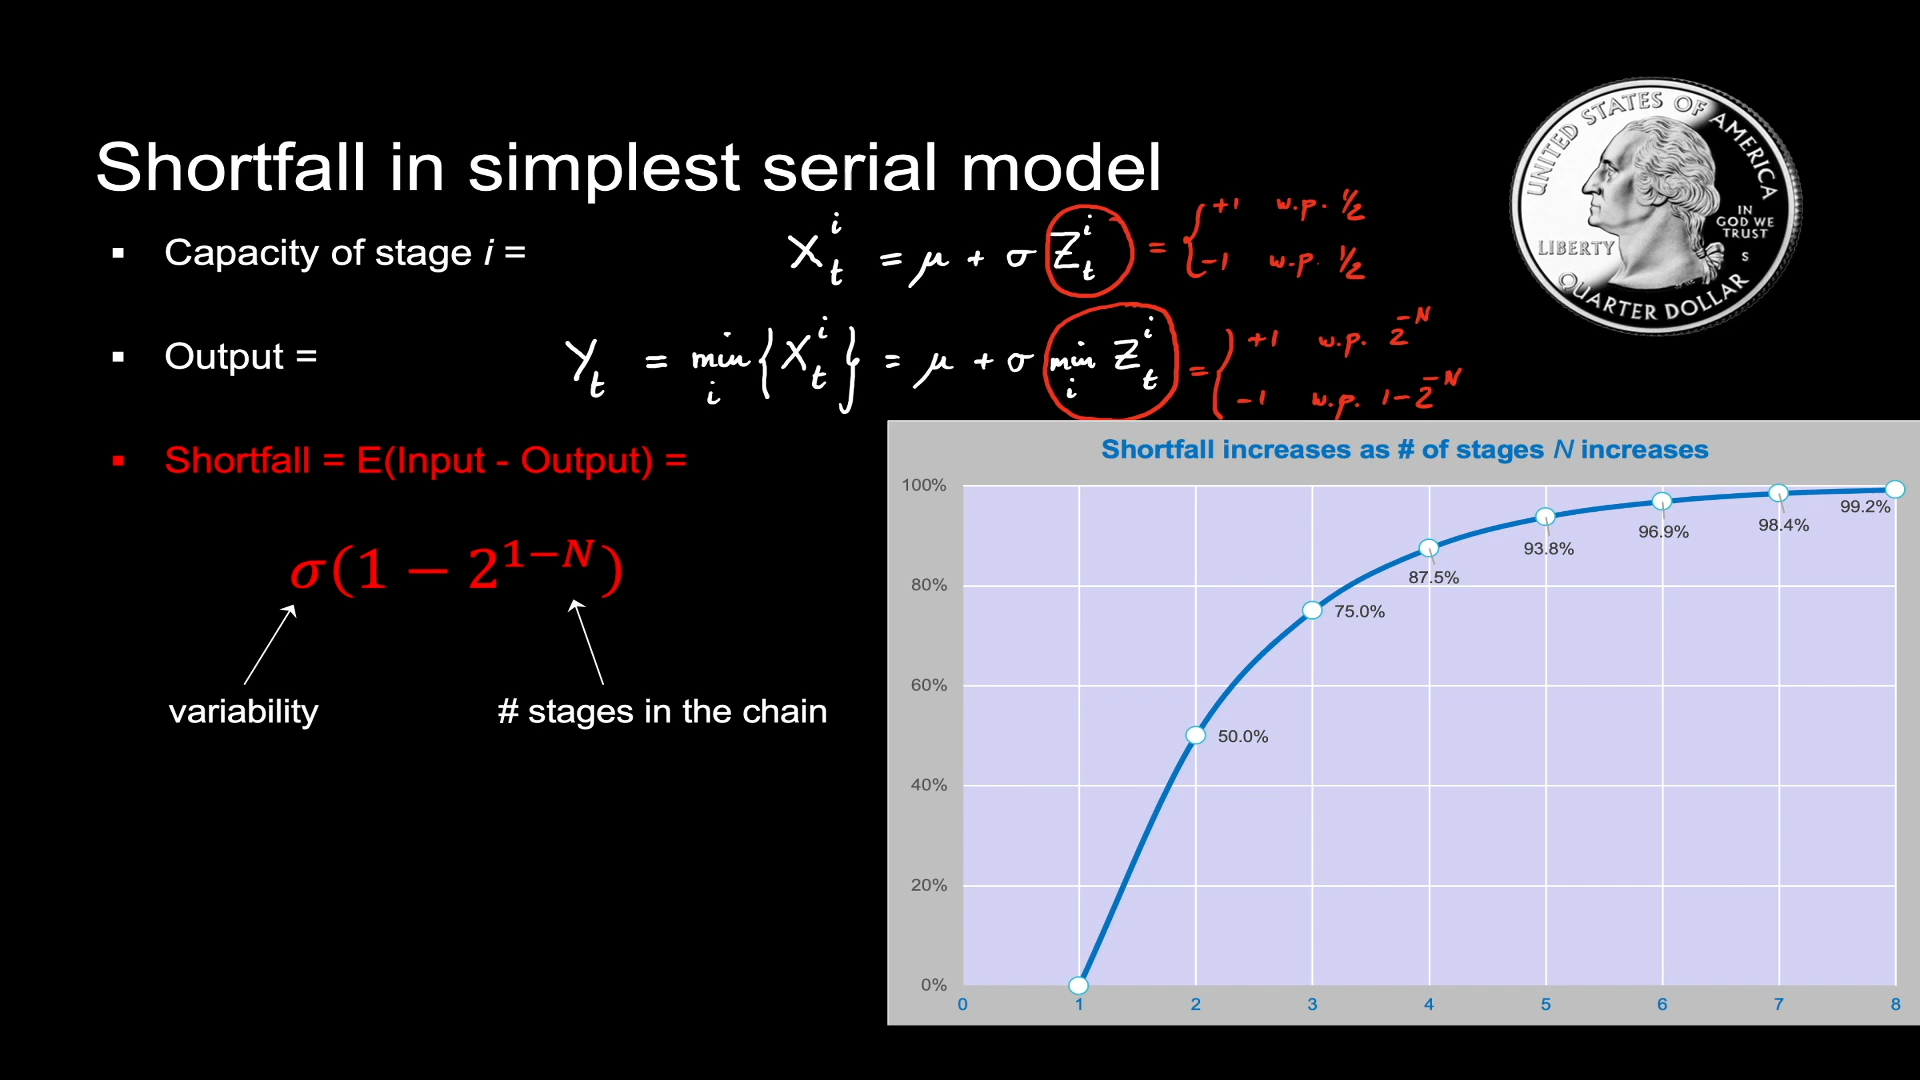 Shortfall in simplest serial model
▪ Capacity of stage i = X_t^i = μ + σ Z_t^i = { +1 w.p. 1/2
-1 w.p. 1/2
▪ Output = Y_t = min_i {X_t^i} = μ + σ min_i Z_t^i = { +1 w.p. 2^-N
-1 w.p. 1-2^-N
▪ Shortfall = E(Input - Output) =
σ(1 − 2^{1−N})
variability
# stages in the chain
UNITED STATES OF AMERICA
LIBERTY
IN
GOD WE
TRUST
S
QUARTER DOLLAR
Shortfall increases as # of stages N increases
100%
80%
60%
40%
20%
0%
50.0%
75.0%
87.5%
93.8%
96.9%
98.4%
99.2%
0 1 2 3 4 5 6 7 8